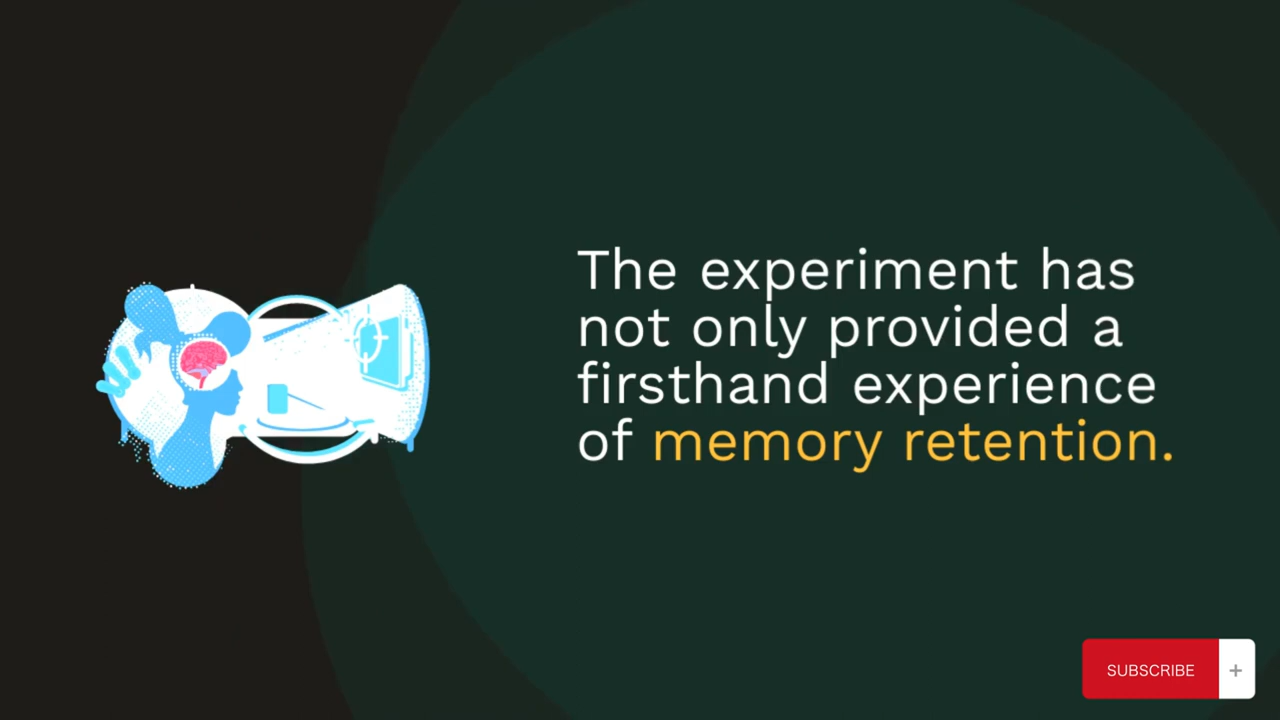 The experiment has
not only provided a
firsthand experience
of memory retention.
SUBSCRIBE +